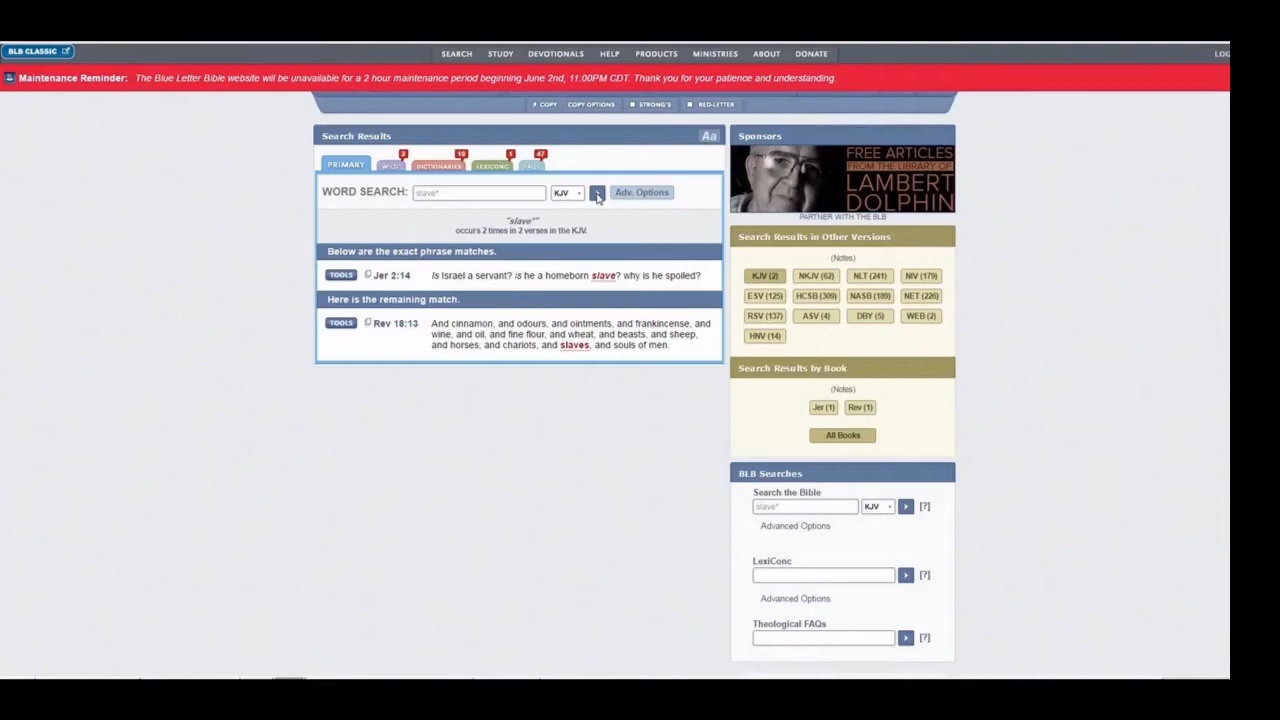 BLB CLASSIC
SEARCH STUDY DEVOTIONALS HELP PRODUCTS MINISTRIES ABOUT DONATE LOG
Maintenance Reminder: The Blue Letter Bible website will be unavailable for a 2 hour maintenance period beginning June 2nd, 11:00PM CDT. Thank you for your patience and understanding.
COPY COPY OPTIONS STRONG'S RED-LETTER
Search Results Aa
2 16 1 47
PRIMARY DICTIONARIES LEXICONC FAQS
WORD SEARCH: slave* KJV Adv. Options
"slave*"
occurs 2 times in 2 verses in the KJV.
Below are the exact phrase matches.
TOOLS Jer 2:14 Is Israel a servant? is he a homeborn slave? why is he spoiled?
Here is the remaining match.
TOOLS Rev 18:13 And cinnamon, and odours, and ointments, and frankincense, and
wine, and oil, and fine flour, and wheat, and beasts, and sheep,
and horses, and chariots, and slaves, and souls of men.
Sponsors
FREE ARTICLES
FROM THE LIBRARY OF
LAMBERT
DOLPHIN
PARTNER WITH THE BLB
Search Results in Other Versions
(Notes)
KJV (2) NKJV (62) NLT (241) NIV (179)
ESV (125) HCSB (309) NASB (189) NET (226)
RSV (137) ASV (4) DBY (5) WEB (2)
HNV (14)
Search Results by Book
(Notes)
Jer (1) Rev (1)
All Books
BLB Searches
Search the Bible
slave* KJV [?]
Advanced Options
LexiConc
[?]
Advanced Options
Theological FAQs
[?]